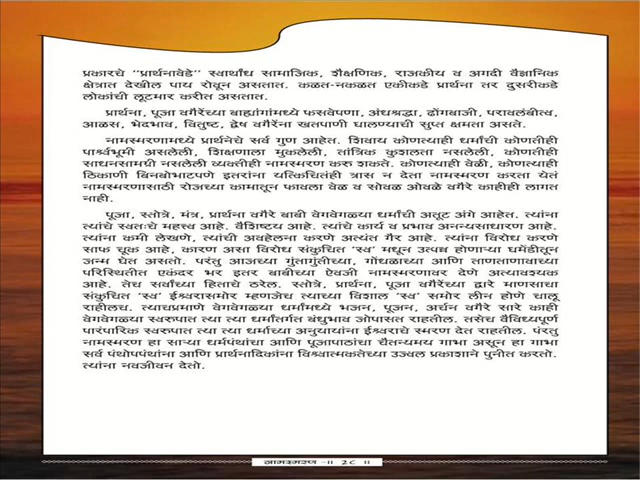 प्रकारचे “प्रार्थनावेडे” स्वार्थांध सामाजिक, शैक्षणिक, राजकीय व अगदी वैज्ञानिक
क्षेत्रात देखील पाय रोवून असतात. कळत-नकळत एकीकडे प्रार्थना तर दुसरीकडे
लोकांची लूटमार करीत असतात.
प्रार्थना, पूजा वगैरेंच्या बाह्यांगांमध्ये फसवेपणा, अंधश्रद्धा, ढोंगबाजी, परावलंबीत्व,
आळस, भेदभाव, वितुष्ट, द्वेष वगैरेंना खतपाणी घालण्याची सुप्त क्षमता असते.
नामस्मरणामध्ये प्रार्थनेचे सर्व गुण आहेत. शिवाय कोणत्याही धर्माची कोणतीही
पार्श्वभूमी असलेली, शिक्षणाला मुकलेली, तांत्रिक कुशलता नसलेली, कोणतीही
साधनसामग्री नसलेली व्यक्तीही नामस्मरण करु शकते. कोणत्याही वेळी, कोणत्याही
ठिकाणी बिनबोभाटपणे इतरांना यत्किंचितही त्रास न देता नामस्मरण करता येतं
नामस्मरणासाठी रोजच्या कामातून फावला वेळ व सोवळ ओवळे वगैरे काहीही लागत
नाही.
पूजा, स्तोत्रे, मंत्र, प्रार्थना वगैरे बाबी वेगवेगळ्या धर्मांची अतूट अंगे आहेत. त्यांना
त्यांचे स्वतःचे महत्त्व आहे. वैशिष्टय आहे. त्यांचे कार्य व प्रभाव अनन्यसाधारण आहे.
त्यांना कमी लेखणे, त्यांची अवहेलना करणे अत्यंत गैर आहे. त्यांना विरोध करणे
साफ चूक आहे, कारण असा विरोध संकुचित ‘स्व’ मधून उत्पन्न होणाऱ्या घमेंडीतून
जन्म घेत असतो. परंतु आजच्या गुंतागुंतीच्या, गोंधळाच्या आणि ताणतणावाच्या
परिस्थितीत एकंदर भर इतर बाबीच्या ऐवजी नामस्मरणावर देणे अत्यावश्यक
आहे. तेच सर्वांच्या हिताचे ठरेल. स्तोत्रे, प्रार्थना, पूजा वगैरेंच्या द्वारे माणसाचा
संकुचित ‘स्व’ ईश्वरासमोर म्हणजेच त्याच्या विशाल ‘स्व’ समोर लीन होणे चालू
राहीलच. त्याचप्रमाणे वेगवेगळ्या धर्मांमध्ये भजन, पूजन, अर्चन वगैरे सारे काही
वेगवेगळ्या स्वरुपात त्या त्या धर्मांतर्गत बंधुभाव जोपासत राहतील. तसेच वैविध्यपूर्ण
पारंपारिक स्वरुपात त्या त्या धर्माच्या अनुयायांना ईश्वराचे स्मरण देत राहतील. पंरतु
नामस्मरण हा साऱ्या धर्मपंथांचा आणि पूजापाठांचा चैतन्यमय गाभा असून हा गाभा
सर्व पंथोपपंथांना आणि प्रार्थनादिकांना विश्वात्मकतेच्या उज्वल प्रकाशाने पुनीत करतो.
त्यांना नवजीवन देतो.
नामस्मरण -॥ २८ ॥